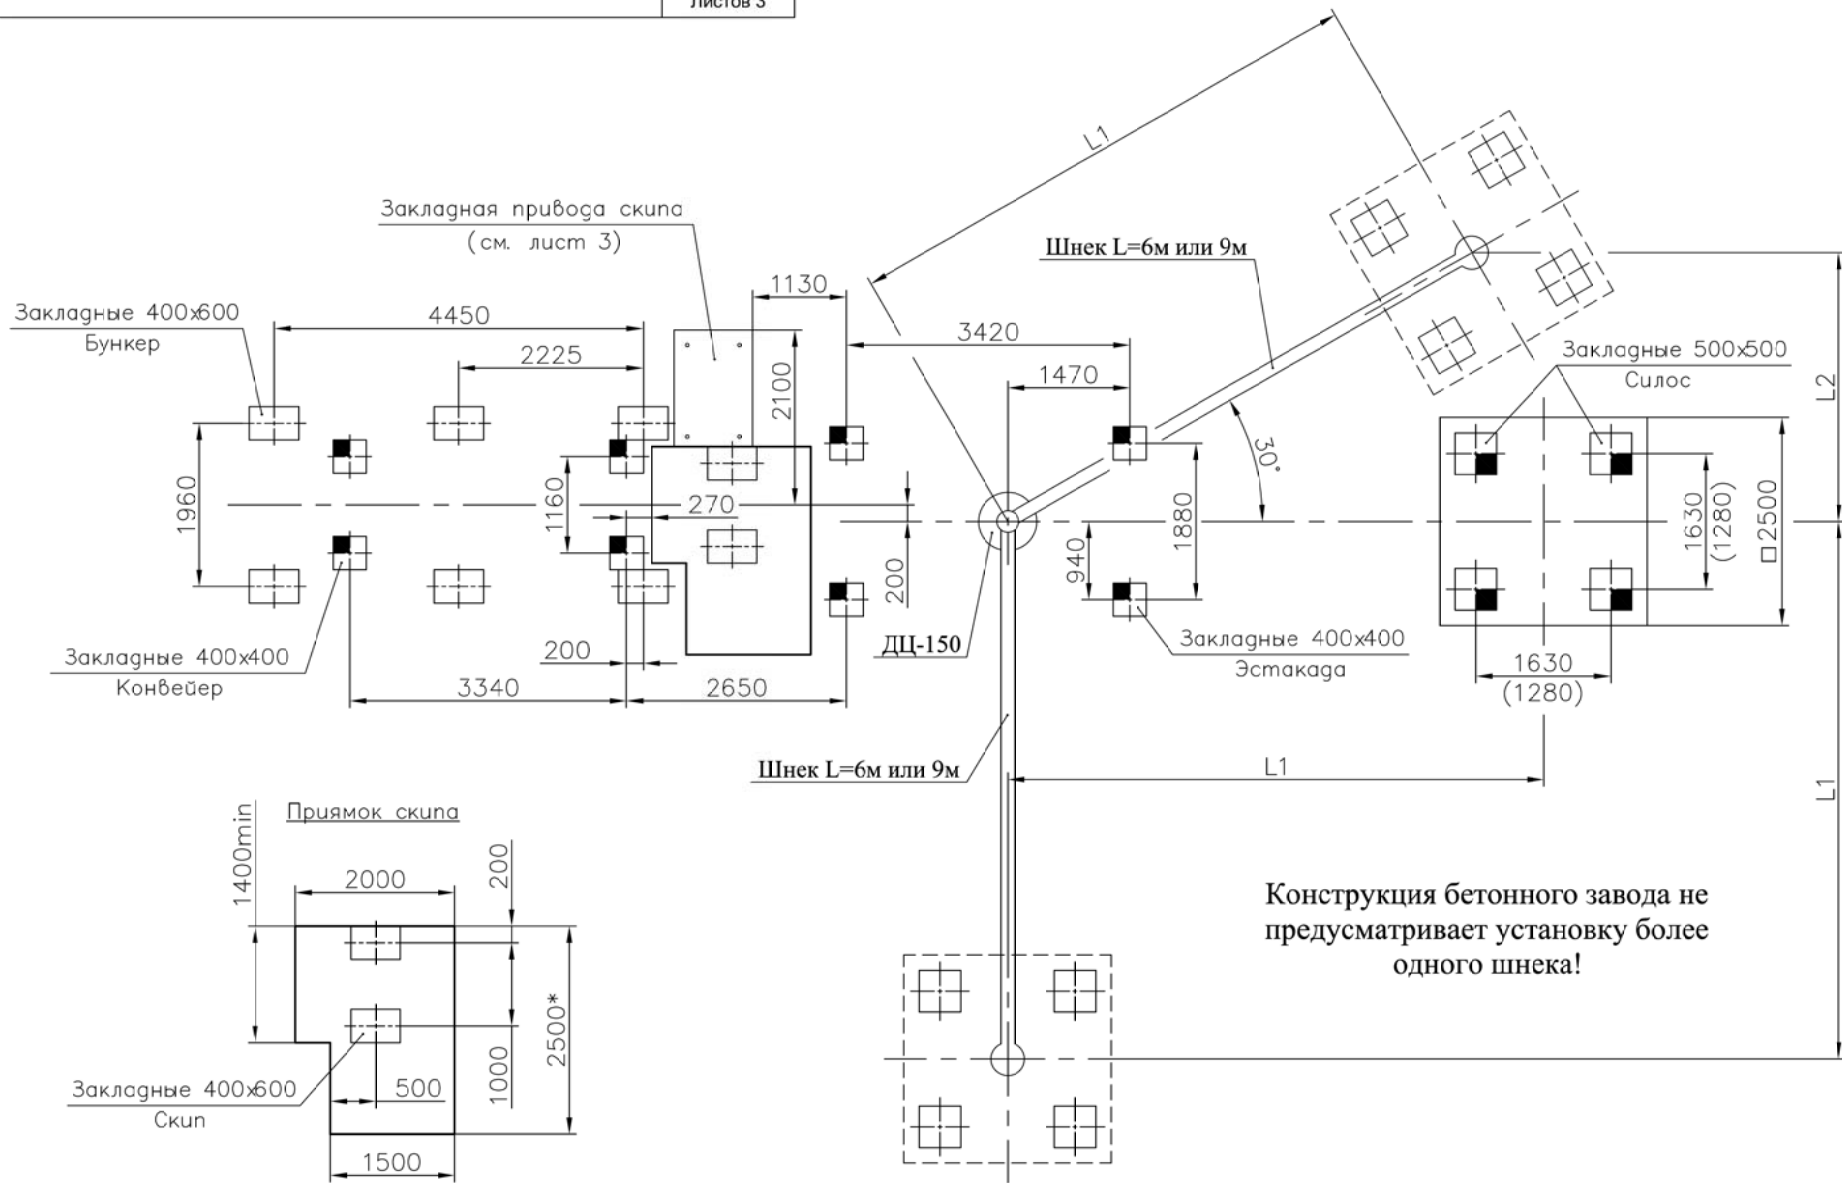 Листов 3
L1
Закладная привода скипа
(см. лист 3)
Шнек L=6м или 9м
1130
Закладные 400х600
Бункер
4450
3420
2225
Закладные 500х500
Силос
1470
2100
L2
30°
1960
1160
270
1880
1630
(1280)
□2500
940
200
ДЦ-150
Закладные 400х400
Эстакада
Закладные 400х400
Конвейер
200
3340
2650
1630
(1280)
Шнек L=6м или 9м
L1
L1
Приямок скипа
1400min
2000
200
Конструкция бетонного завода не
предусматривает установку более
одного шнека!
2500*
1000
Закладные 400х600
Скип
500
1500